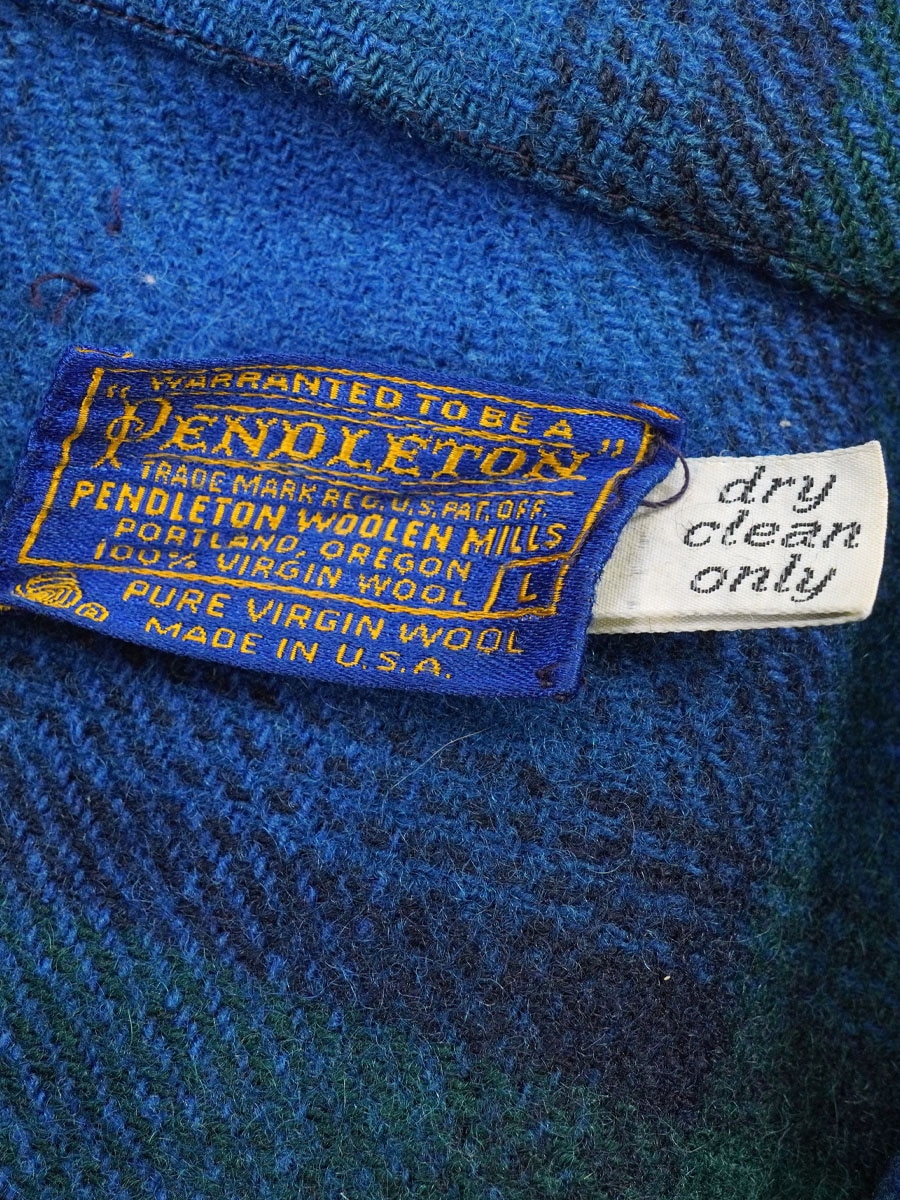 "WARRANTED TO BE A
PENDLETON"
TRADE MARK REG. U.S. PAT. OFF.
PENDLETON WOOLEN MILLS
PORTLAND, OREGON
100% VIRGIN WOOL L
® PURE VIRGIN WOOL
MADE IN U.S.A.
dry
clean
only